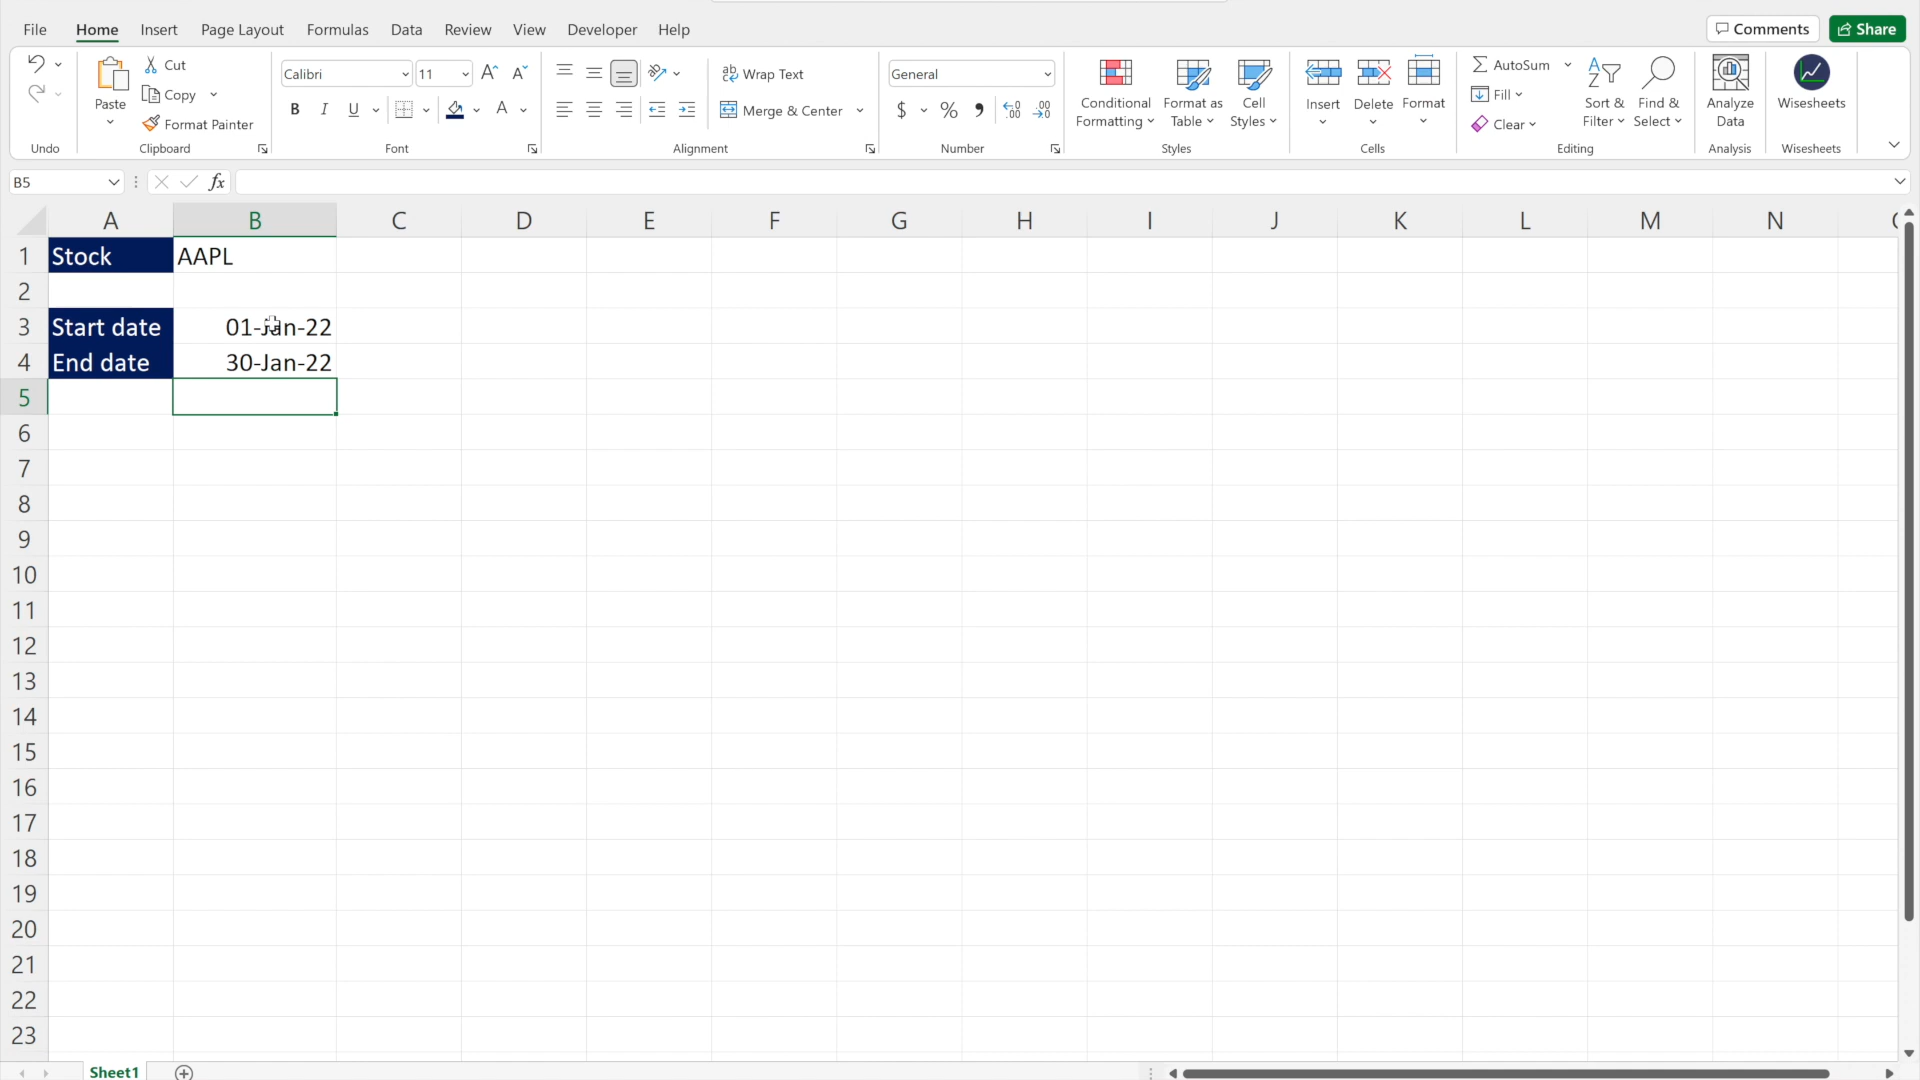 File Home Insert Page Layout Formulas Data Review View Developer Help Comments Share
Cut
Copy
Format Painter
Paste
Calibri 11
B I U A
Wrap Text
Merge & Center
General
$ %
Conditional Formatting
Format as Table
Cell Styles
Insert Delete Format
AutoSum
Fill
Clear
Sort & Filter
Find & Select
Analyze Data
Wisesheets
Undo Clipboard Font Alignment Number Styles Cells Editing Analysis Wisesheets
B5 fx
A B C D E F G H I J K L M N
1 Stock AAPL
2
3 Start date 01-Jan-22
4 End date 30-Jan-22
5
6
7
8
9
10
11
12
13
14
15
16
17
18
19
20
21
22
23
Sheet1